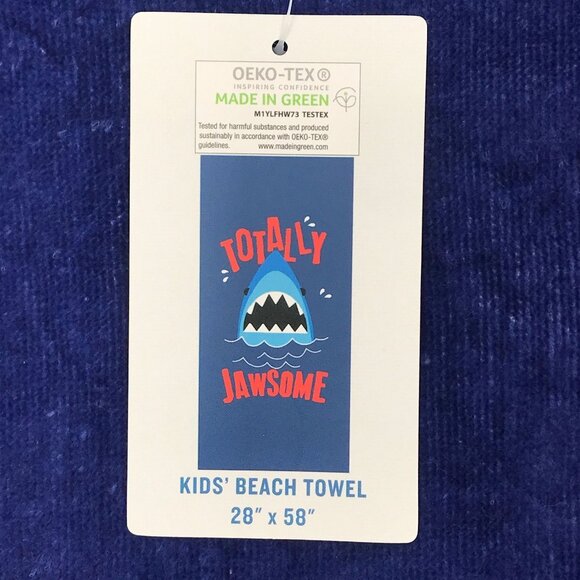 OEKO-TEX®
INSPIRING CONFIDENCE
MADE IN GREEN
M1YLFHW73 TESTEX
Tested for harmful substances and produced
sustainably in accordance with OEKO-TEX®
guidelines. www.madeingreen.com
TOTALLY
JAWSOME
KIDS' BEACH TOWEL
28" x 58"